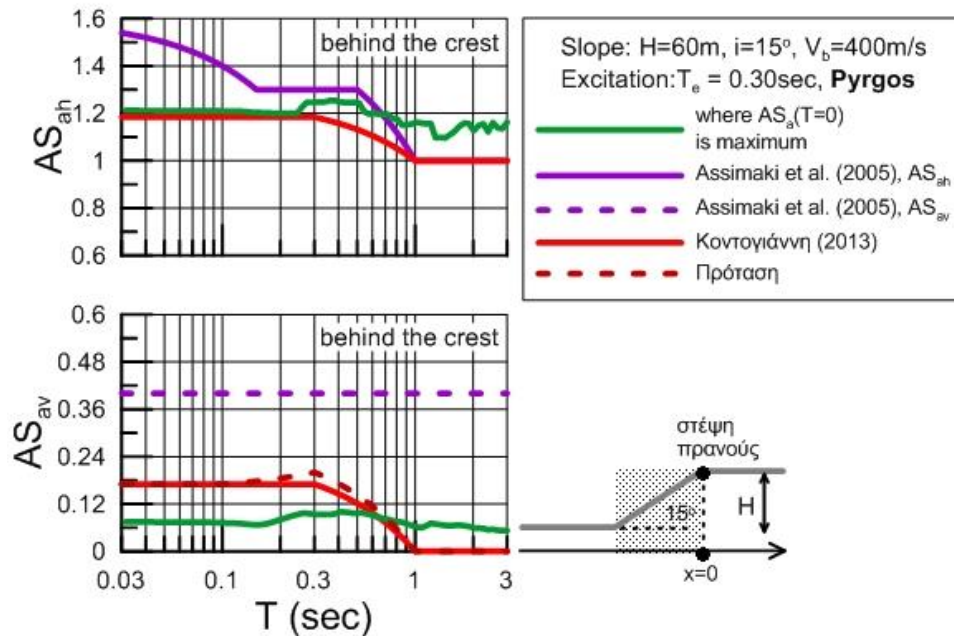 1.6
1.4
1.2
1
0.8
0.6
AS_ah
behind the crest
Slope: H=60m, i=15°, V_b=400m/s
Excitation:T_e = 0.30sec, Pyrgos
where AS_a(T=0)
is maximum
Assimaki et al. (2005), AS_ah
Assimaki et al. (2005), AS_av
Κοντογιάννη (2013)
Πρόταση
0.6
0.48
0.36
0.24
0.12
0
AS_av
behind the crest
0.03 0.1 0.3 1 3
T (sec)
στέψη
πρανούς
15°
H
x=0